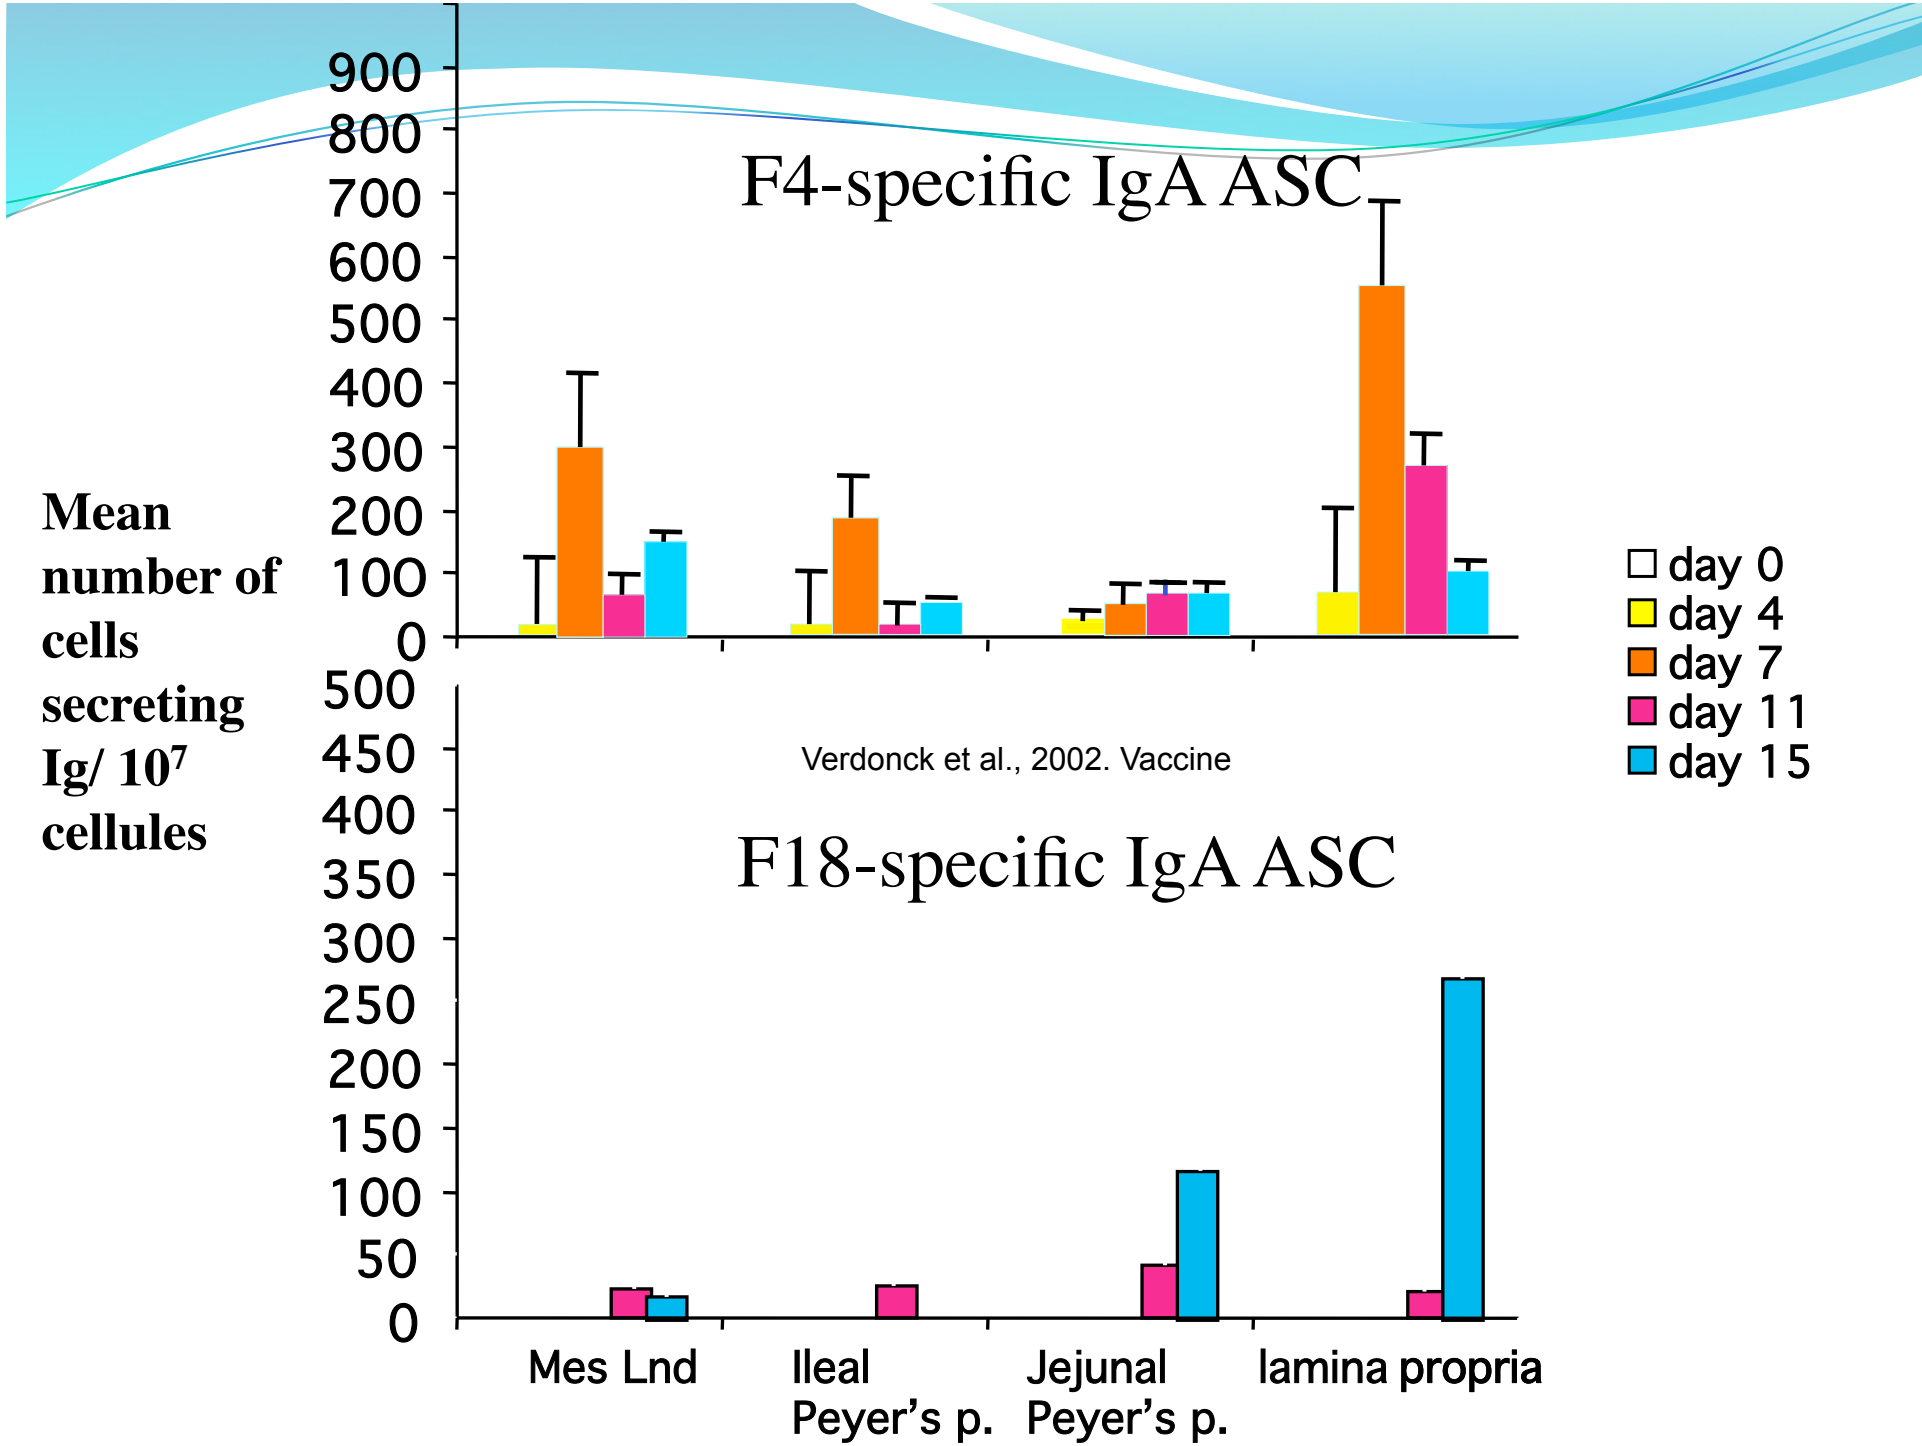 900
800
700
600
500
400
300
200
100
0
F4-specific IgA ASC
Mean
number of
cells
secreting
Ig/ 10⁷
cellules
day 0
day 4
day 7
day 11
day 15
500
450
400
350
300
250
200
150
100
50
0
Verdonck et al., 2002. Vaccine
F18-specific IgA ASC
Mes Lnd
Ileal
Peyer’s p.
Jejunal
Peyer’s p.
lamina propria